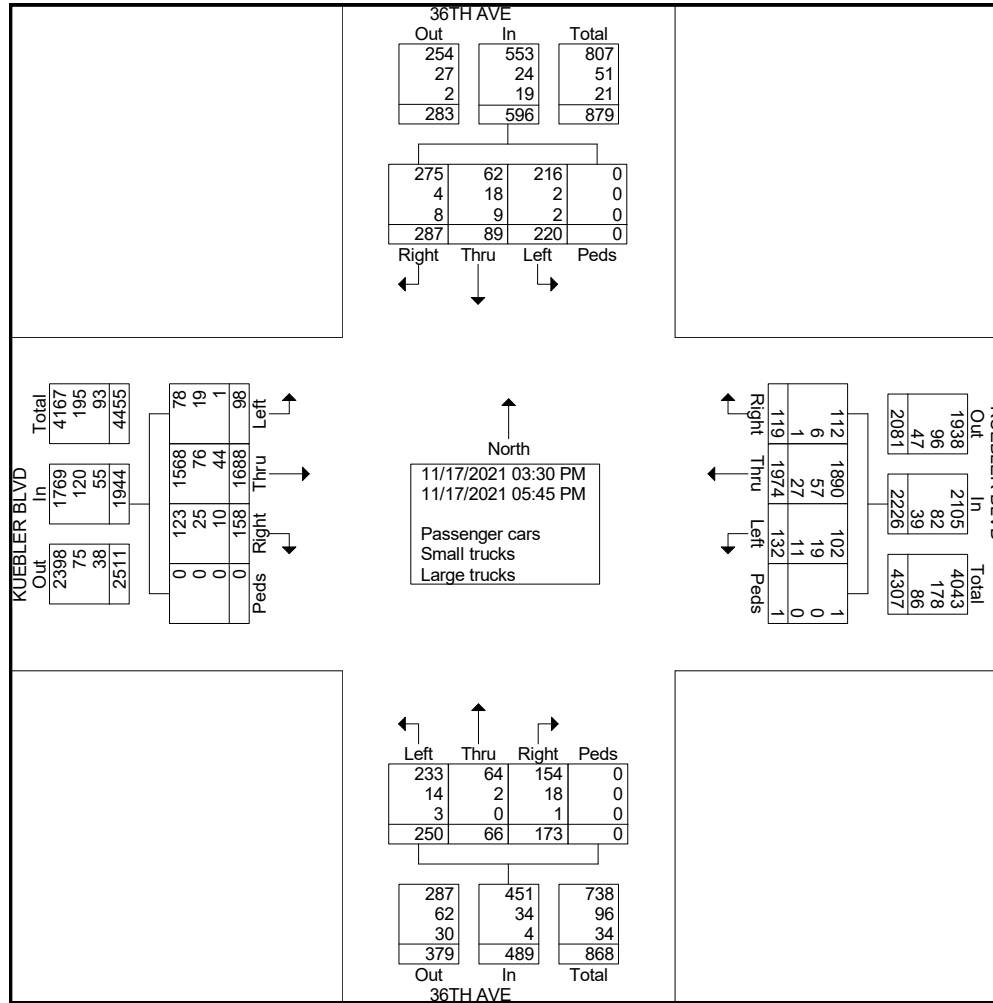 36TH AVE
Out In Total
254 553 807
27 24 51
2 19 21
283 596 879
275 62 216 0
4 18 2 0
8 9 2 0
287 89 220 0
Right Thru Left Peds
KUEBLER BLVD
Total In Out
4167 1769 2398
195 120 75
93 55 38
4455 1944 2511
Left Thru Right Peds
78 1568 123 0
19 76 25 0
1 44 10 0
98 1688 158 0
North
11/17/2021 03:30 PM
11/17/2021 05:45 PM
Passenger cars
Small trucks
Large trucks
Right Thru Left Peds
112 1890 102 1
6 57 19 0
1 27 11 0
119 1974 132 1
Out In Total
1938 2105 4043
96 82 178
47 39 86
2081 2226 4307
Left Thru Right Peds
233 64 154 0
14 2 18 0
3 0 1 0
250 66 173 0
287 451 738
62 34 96
30 4 34
379 489 868
Out In Total
36TH AVE